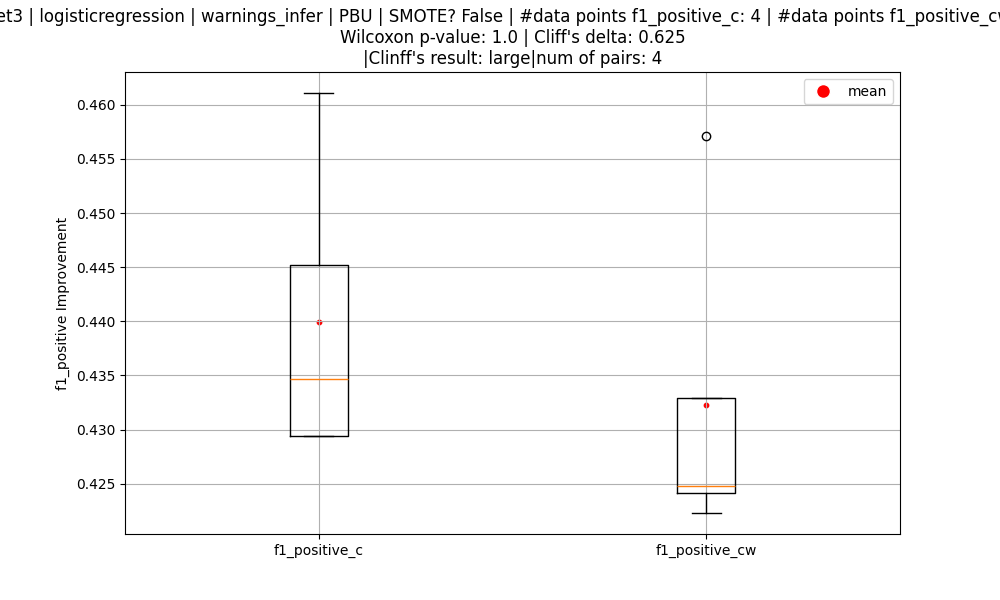 et3 | logisticregression | warnings_infer | PBU | SMOTE? False | #data points f1_positive_c: 4 | #data points f1_positive_cw
Wilcoxon p-value: 1.0 | Cliff's delta: 0.625
|Clinff's result: large|num of pairs: 4
mean
0.460
0.455
0.450
0.445
0.440
0.435
0.430
0.425
f1_positive Improvement
f1_positive_c
f1_positive_cw